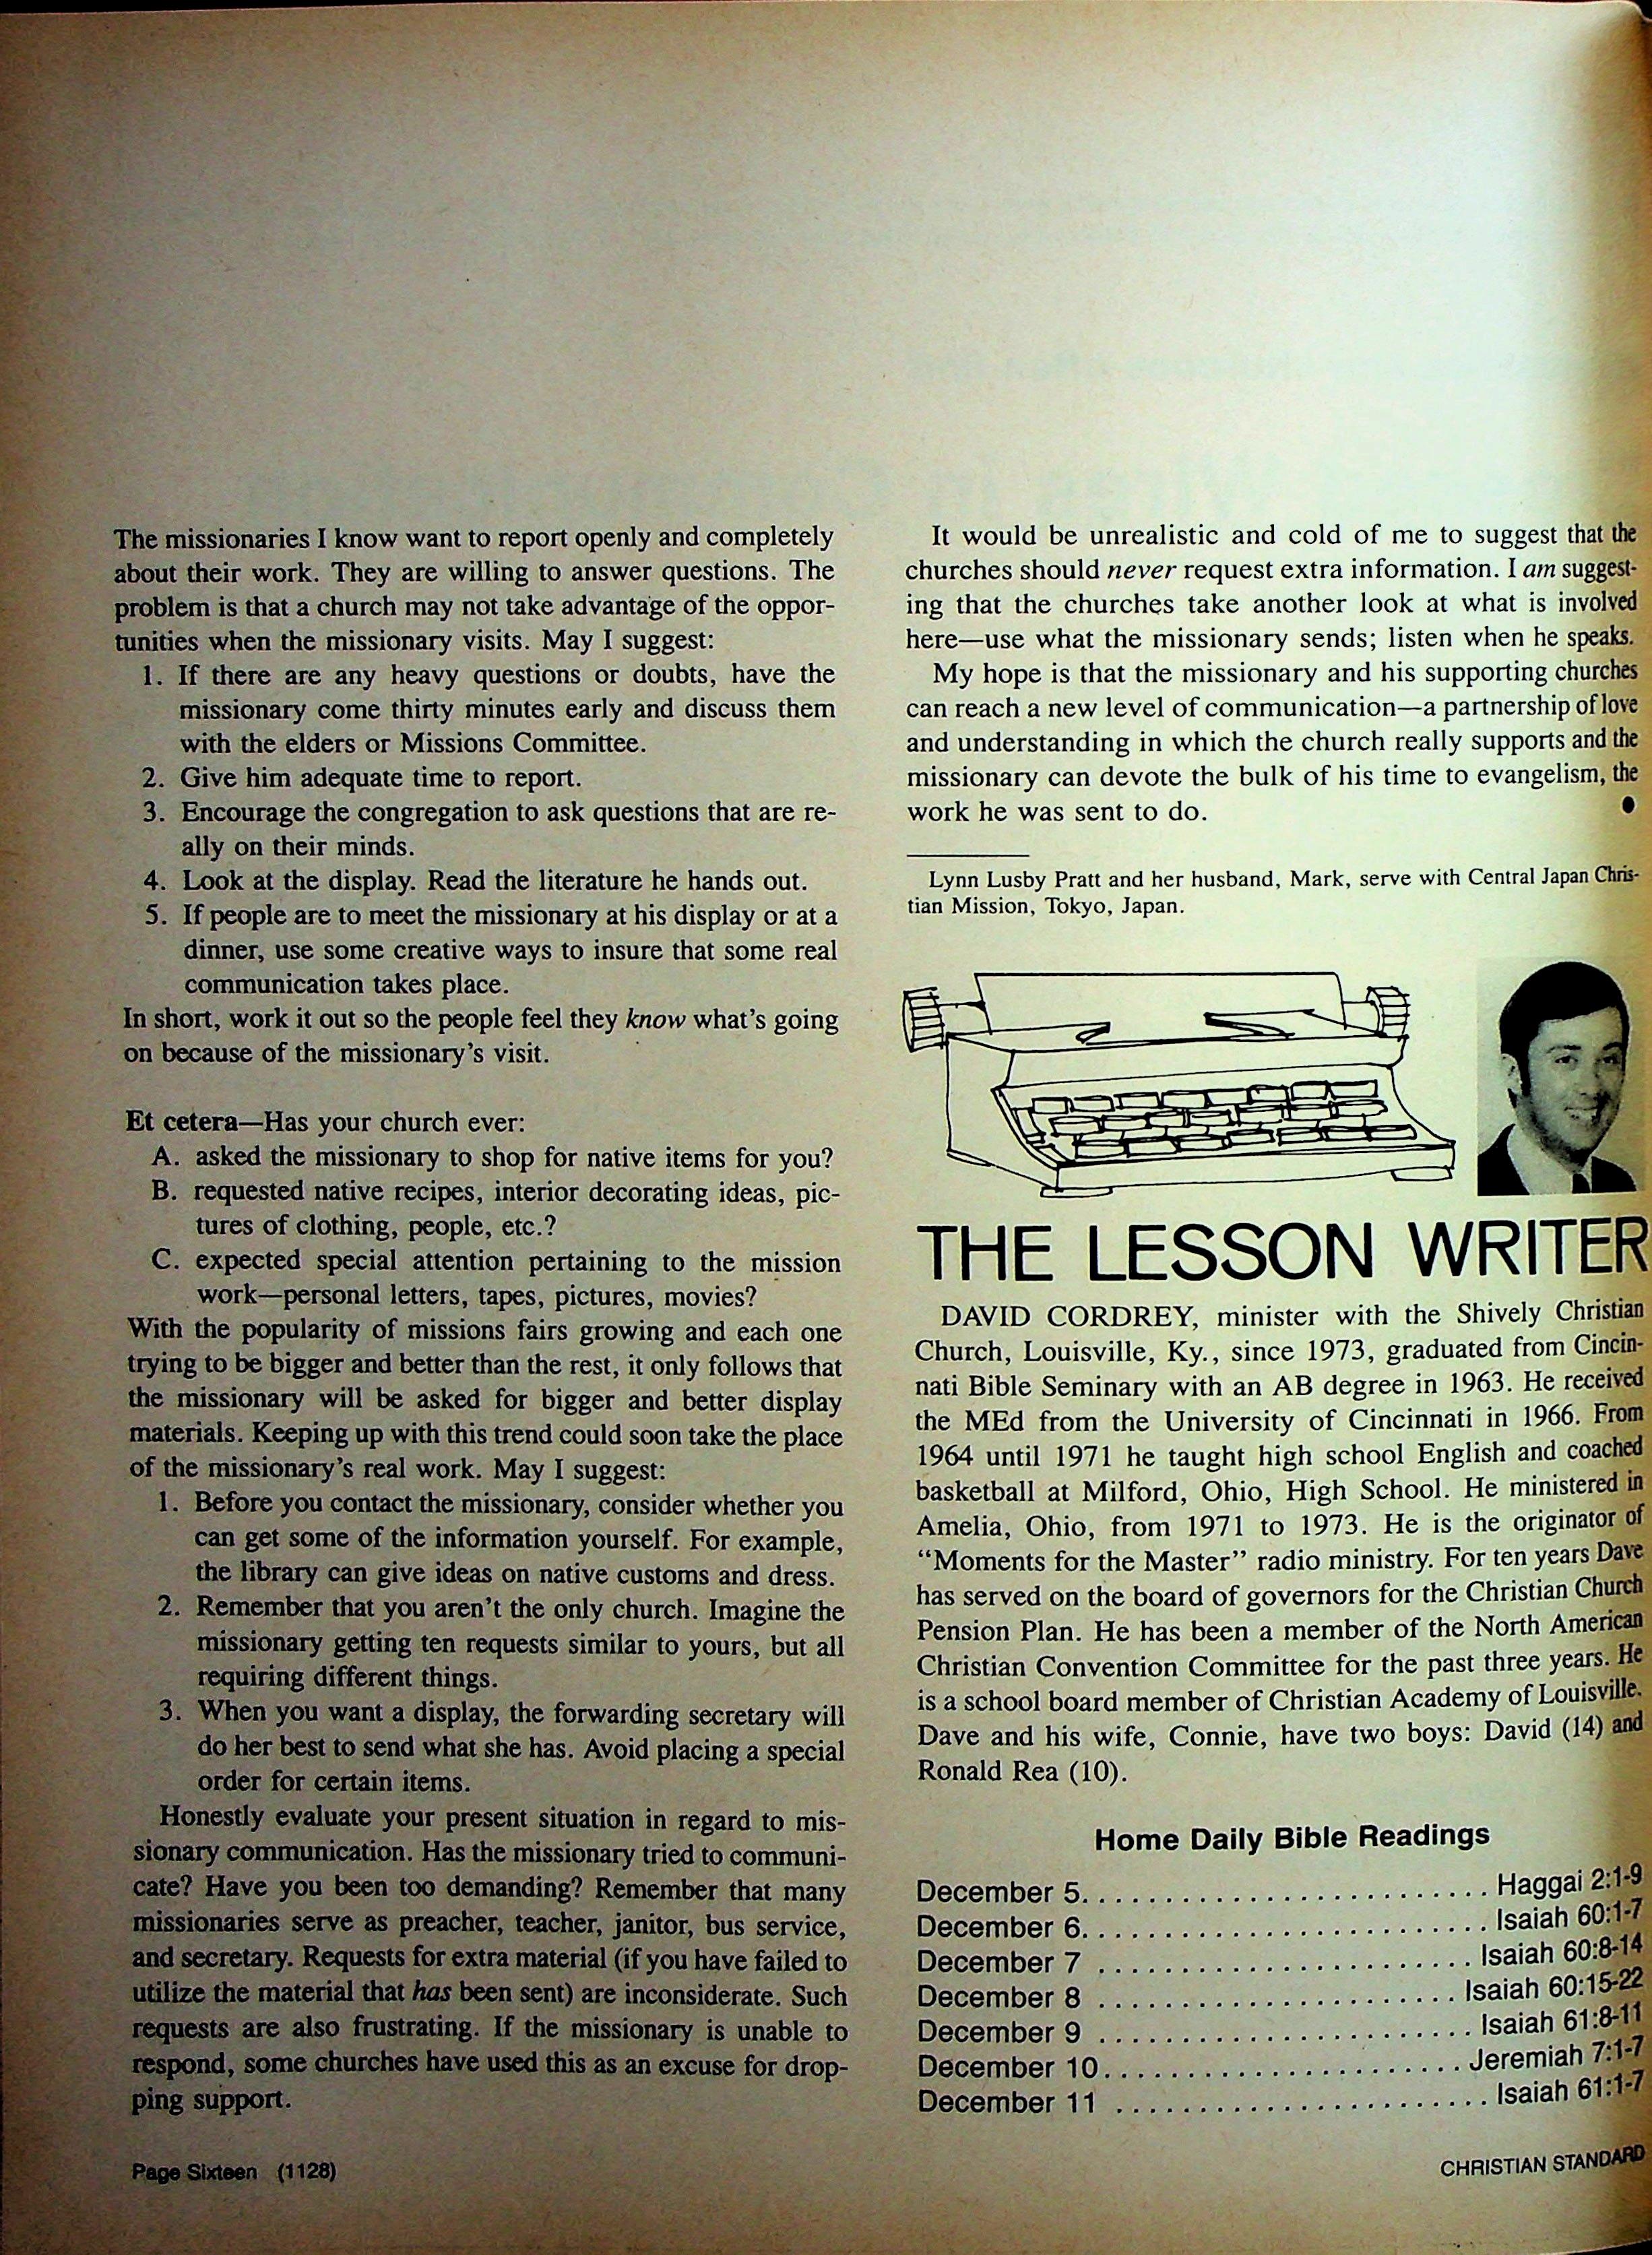 The missionaries I know want to report openly and completely
about their work. They are willing to answer questions. The
problem is that a church may not take advantage of the oppor-
tunities when the missionary visits. May I suggest:
1. If there are any heavy questions or doubts, have the
missionary come thirty minutes early and discuss them
with the elders or Missions Committee.
2. Give him adequate time to report.
3. Encourage the congregation to ask questions that are re-
ally on their minds.
4. Look at the display. Read the literature he hands out.
5. If people are to meet the missionary at his display or at a
dinner, use some creative ways to insure that some real
communication takes place.
In short, work it out so the people feel they know what's going
on because of the missionary's visit.
Et cetera—Has your church ever:
A. asked the missionary to shop for native items for you?
B. requested native recipes, interior decorating ideas, pic-
tures of clothing, people, etc.?
C. expected special attention pertaining to the mission
work—personal letters, tapes, pictures, movies?
With the popularity of missions fairs growing and each one
trying to be bigger and better than the rest, it only follows that
the missionary will be asked for bigger and better display
materials. Keeping up with this trend could soon take the place
of the missionary's real work. May I suggest:
1. Before you contact the missionary, consider whether you
can get some of the information yourself. For example,
the library can give ideas on native customs and dress.
2. Remember that you aren't the only church. Imagine the
missionary getting ten requests similar to yours, but all
requiring different things.
3. When you want a display, the forwarding secretary will
do her best to send what she has. Avoid placing a special
order for certain items.
Honestly evaluate your present situation in regard to mis-
sionary communication. Has the missionary tried to communi-
cate? Have you been too demanding? Remember that many
missionaries serve as preacher, teacher, janitor, bus service,
and secretary. Requests for extra material (if you have failed to
utilize the material that has been sent) are inconsiderate. Such
requests are also frustrating. If the missionary is unable to
respond, some churches have used this as an excuse for drop-
ping support.
It would be unrealistic and cold of me to suggest that the
churches should never request extra information. I am suggest-
ing that the churches take another look at what is involved
here—use what the missionary sends; listen when he speaks.
My hope is that the missionary and his supporting churches
can reach a new level of communication—a partnership of love
and understanding in which the church really supports and the
missionary can devote the bulk of his time to evangelism, the
work he was sent to do. ●
Lynn Lusby Pratt and her husband, Mark, serve with Central Japan Chris-
tian Mission, Tokyo, Japan.
THE LESSON WRITER
DAVID CORDREY, minister with the Shively Christian
Church, Louisville, Ky., since 1973, graduated from Cincin-
nati Bible Seminary with an AB degree in 1963. He received
the MEd from the University of Cincinnati in 1966. From
1964 until 1971 he taught high school English and coached
basketball at Milford, Ohio, High School. He ministered in
Amelia, Ohio, from 1971 to 1973. He is the originator of
"Moments for the Master" radio ministry. For ten years Dave
has served on the board of governors for the Christian Church
Pension Plan. He has been a member of the North American
Christian Convention Committee for the past three years. He
is a school board member of Christian Academy of Louisville.
Dave and his wife, Connie, have two boys: David (14) and
Ronald Rea (10).
Home Daily Bible Readings
December 5. . . . . . . . . . . . . . . . . . . . . . . . . Haggai 2:1-9
December 6. . . . . . . . . . . . . . . . . . . . . . . . . Isaiah 60:1-7
December 7 . . . . . . . . . . . . . . . . . . . . . . . Isaiah 60:8-14
December 8 . . . . . . . . . . . . . . . . . . . . . . Isaiah 60:15-22
December 9 . . . . . . . . . . . . . . . . . . . . . . . Isaiah 61:8-11
December 10. . . . . . . . . . . . . . . . . . . . . . Jeremiah 7:1-7
December 11 . . . . . . . . . . . . . . . . . . . . . . . Isaiah 61:1-7
Page Sixteen (1128)
CHRISTIAN STANDARD